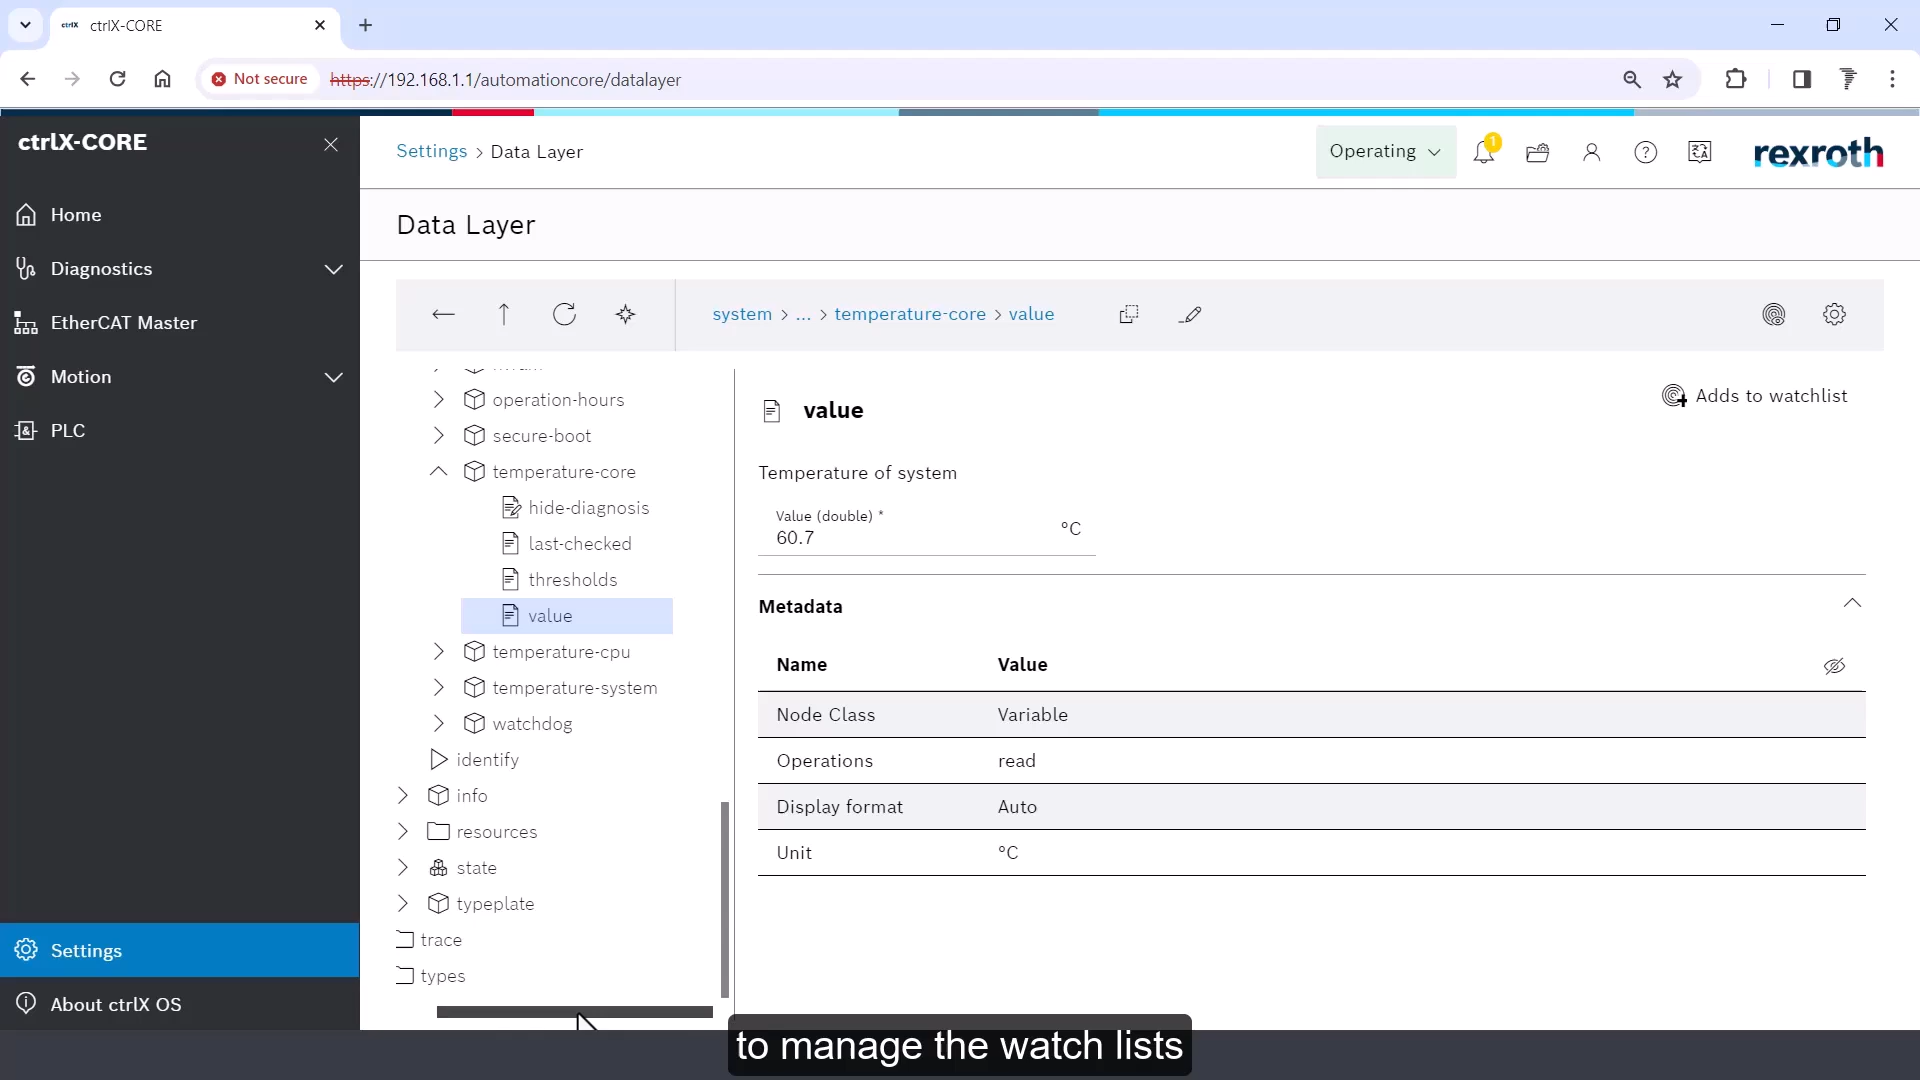 ctrlX
ctrlX-CORE
Not secure
https://192.168.1.1/automationcore/datalayer
ctrlX-CORE
Home
Diagnostics
EtherCAT Master
Motion
PLC
Settings
About ctrlX OS
Settings > Data Layer
Operating
1
rexroth
Data Layer
system > ... > temperature-core > value
operation-hours
secure-boot
temperature-core
hide-diagnosis
last-checked
thresholds
value
temperature-cpu
temperature-system
watchdog
identify
info
resources
state
typeplate
trace
types
value
Adds to watchlist
Temperature of system
Value (double) *
60.7 °C
Metadata
Name Value
Node Class Variable
Operations read
Display format Auto
Unit °C
to manage the watch lists